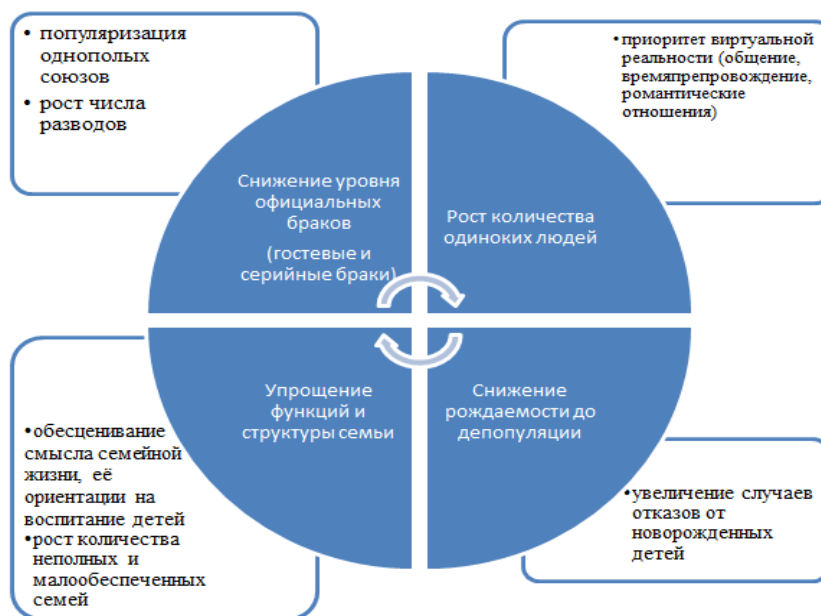 • популяризация
однополых
союзов
• рост числа
разводов
•приоритет виртуальной
реальности (общение,
времяпрепровождение,
романтические
отношения)
Снижение уровня
официальных
браков
(гостевые и
серийные браки)
Рост количества
одиноких людей
Упрощение
функций и
структуры семьи
Снижение
рождаемости до
депопуляции
•обесценивание
смысла семейной
жизни, её
ориентации на
воспитание детей
•рост количества
неполных и
малообеспеченных
семей
•увеличение случаев
отказов от
новорожденных
детей